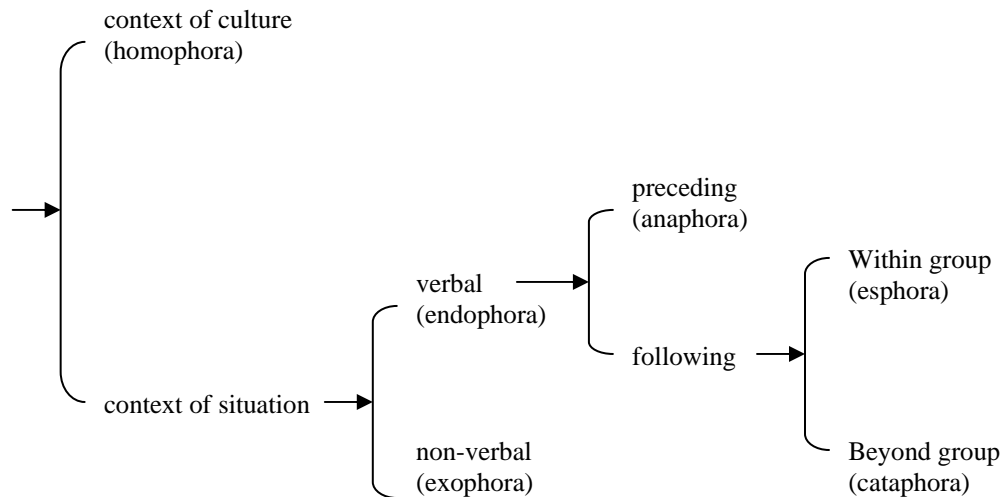 context of culture
(homophora)
preceding
(anaphora)
Within group
(esphora)
verbal
(endophora)
following
context of situation
non-verbal
(exophora)
Beyond group
(cataphora)